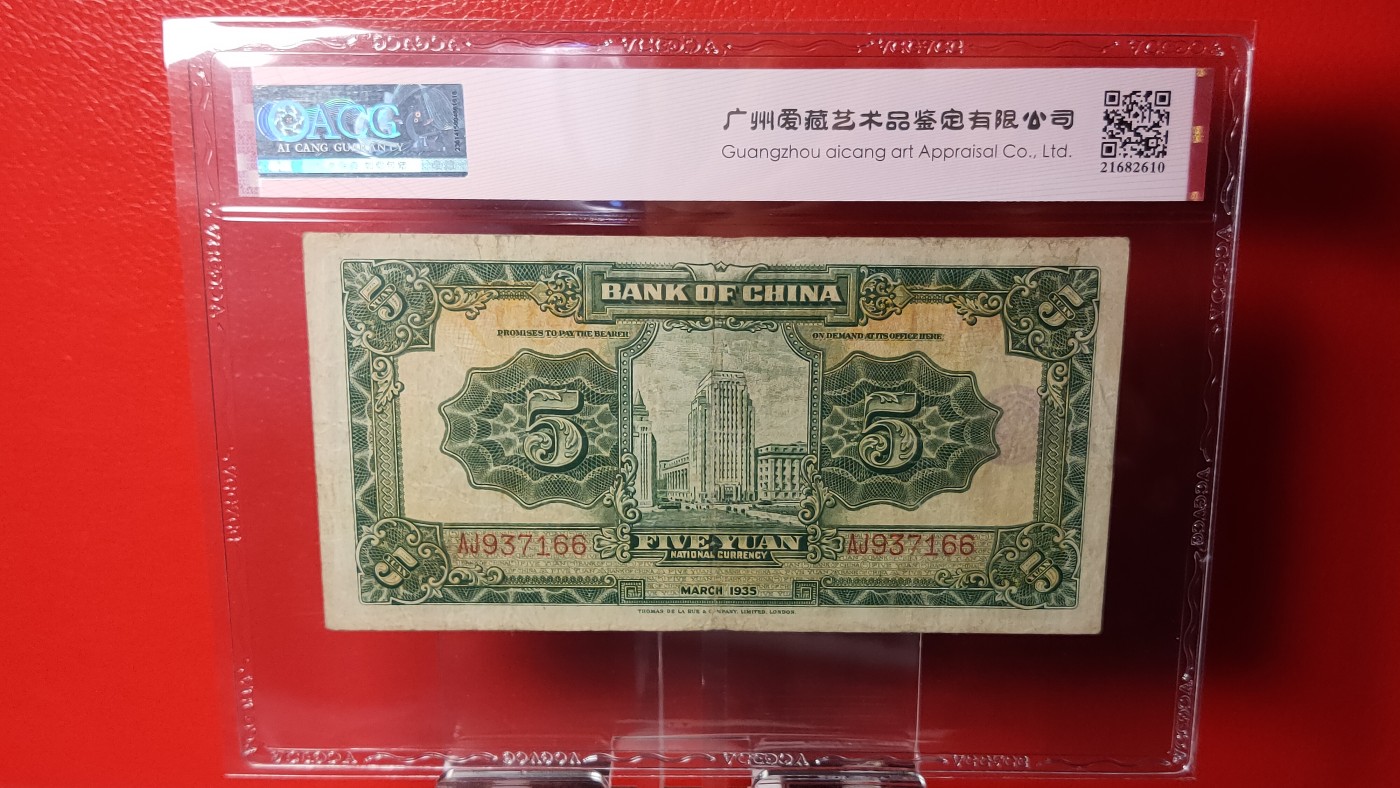 ACG
广州爱藏艺术品鉴定有限公司
AI CANG GUARANTY
Guangzhou aicang art Appraisal Co., Ltd.
21682610
5 5
BANK OF CHINA
PROMISES TO PAY THE BEARER ON DEMAND AT ITS OFFICE HERE
5 5
AJ937166 FIVE YUAN AJ937166
NATIONAL CURRENCY
5 5
MARCH 1935
THOMAS DE LA RUE & COMPANY, LIMITED, LONDON.